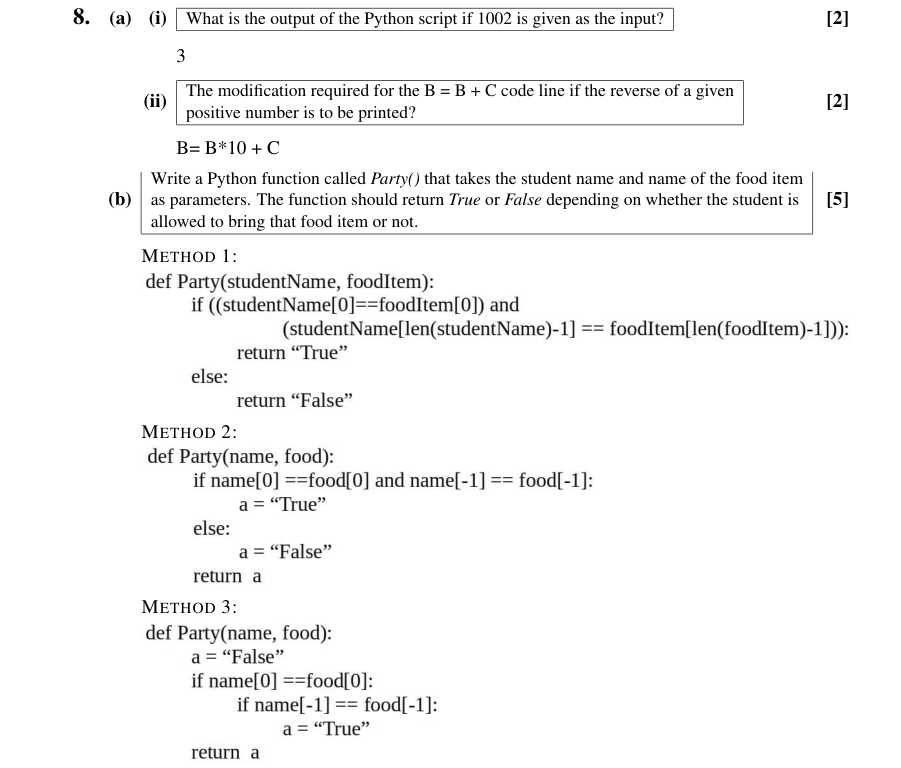 8. (a) (i) What is the output of the Python script if 1002 is given as the input? [2]
3
(ii) The modification required for the B = B + C code line if the reverse of a given [2]
positive number is to be printed?
B= B*10 + C
Write a Python function called Party() that takes the student name and name of the food item
(b) as parameters. The function should return True or False depending on whether the student is [5]
allowed to bring that food item or not.
METHOD 1:
def Party(studentName, foodItem):
if ((studentName[0]==foodItem[0]) and
(studentName[len(studentName)-1] == foodItem[len(foodItem)-1])):
return “True”
else:
return “False”
METHOD 2:
def Party(name, food):
if name[0] ==food[0] and name[-1] == food[-1]:
a = “True”
else:
a = “False”
return a
METHOD 3:
def Party(name, food):
a = “False”
if name[0] ==food[0]:
if name[-1] == food[-1]:
a = “True”
return a